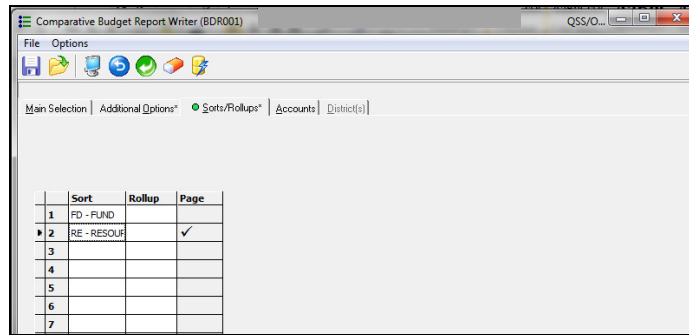 Comparative Budget Report Writer (BDR001) QSS/O...
File Options
Main Selection Additional Options* Sorts/Rollups* Accounts District(s)
Sort Rollup Page
1 FD - FUND
2 RE - RESOUF ✓
3
4
5
6
7